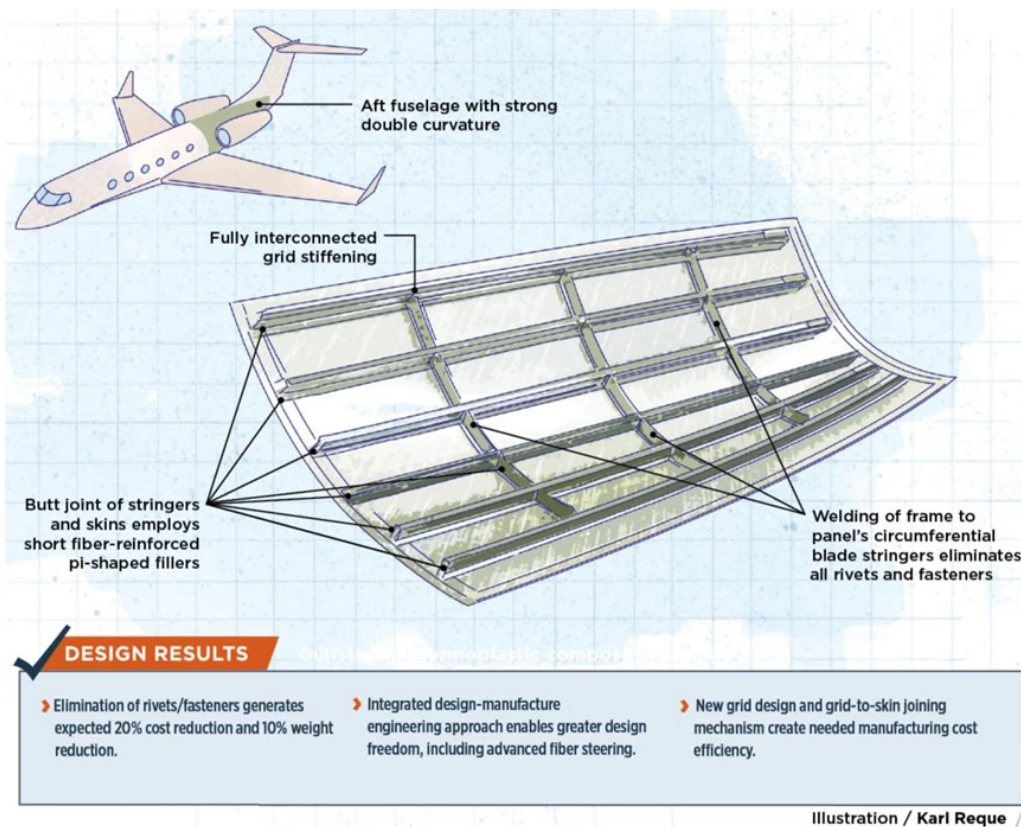 Aft fuselage with strong
double curvature
Fully interconnected
grid stiffening
Butt joint of stringers
and skins employs
short fiber-reinforced
pi-shaped fillers
Welding of frame to
panel's circumferential
blade stringers eliminates
all rivets and fasteners
DESIGN RESULTS
Elimination of rivets/fasteners generates
expected 20% cost reduction and 10% weight
reduction.
Integrated design-manufacture
engineering approach enables greater design
freedom, including advanced fiber steering.
New grid design and grid-to-skin joining
mechanism create needed manufacturing cost
efficiency.
Illustration / Karl Reque /